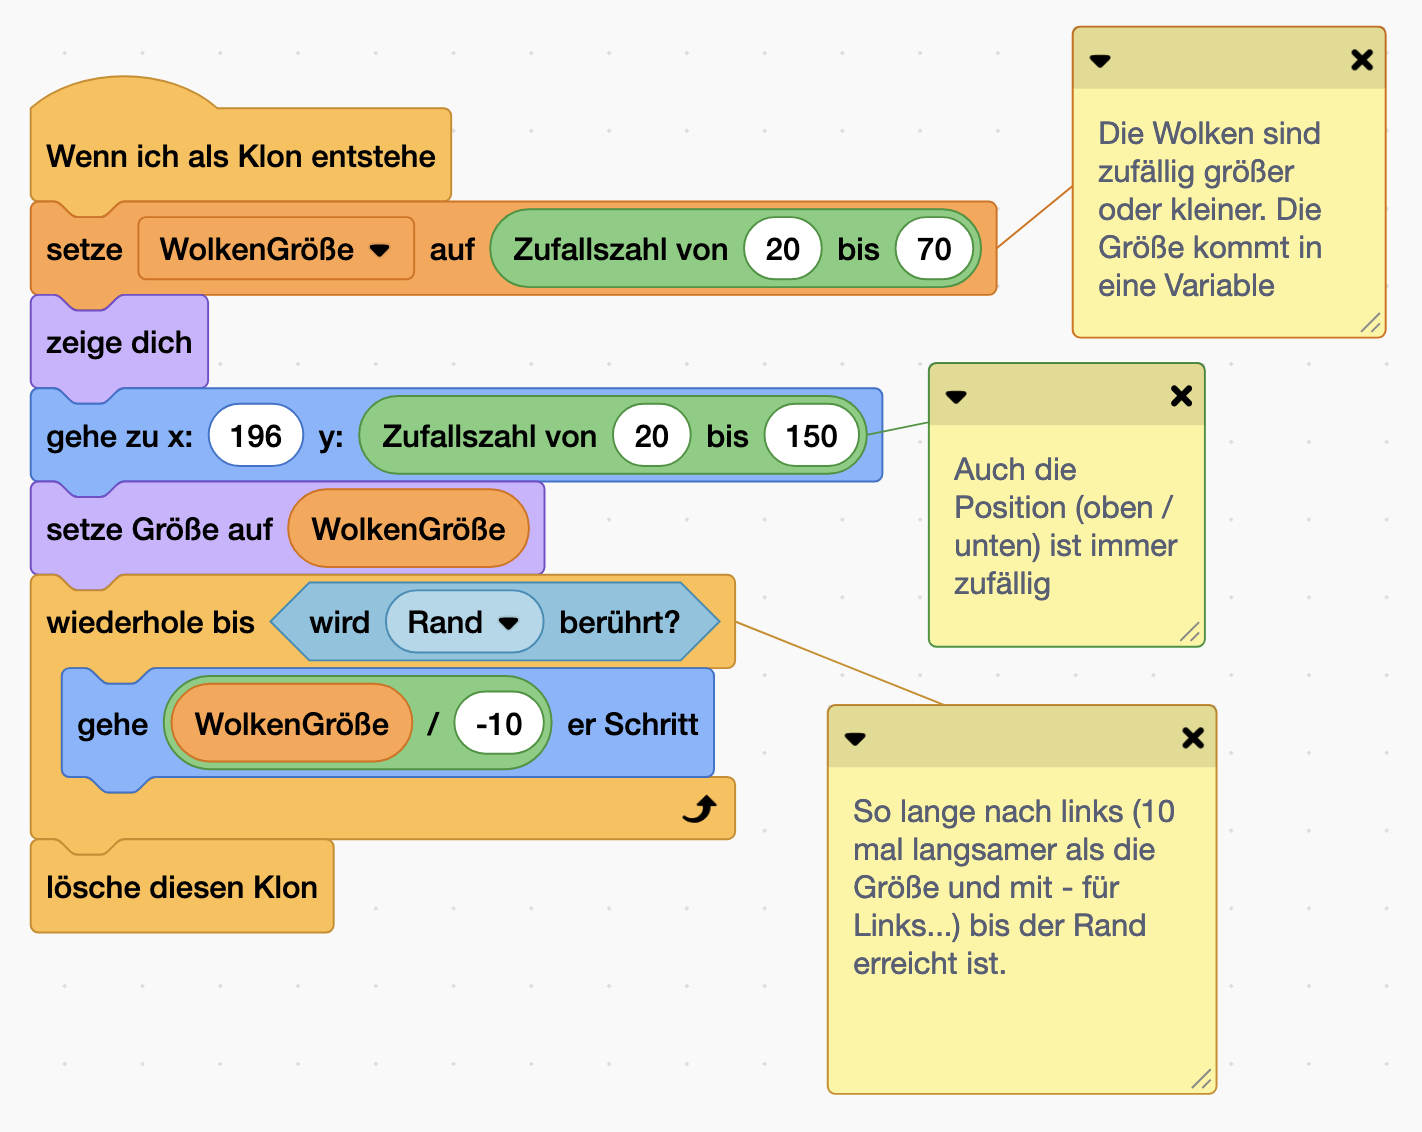 Wenn ich als Klon entstehe
setze WolkenGröße auf Zufallszahl von 20 bis 70
zeige dich
gehe zu x: 196 y: Zufallszahl von 20 bis 150
setze Größe auf WolkenGröße
wiederhole bis wird Rand berührt?
gehe WolkenGröße / -10 er Schritt
lösche diesen Klon
Die Wolken sind
zufällig größer
oder kleiner. Die
Größe kommt in
eine Variable
Auch die
Position (oben /
unten) ist immer
zufällig
So lange nach links (10
mal langsamer als die
Größe und mit - für
Links...) bis der Rand
erreicht ist.